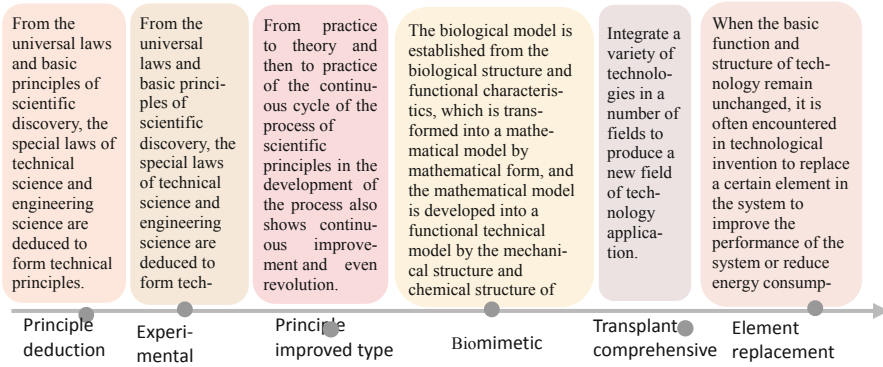 From the
universal laws
and basic
principles of
scientific
discovery, the
special laws of
technical
science and
engineering
science are
deduced to
form technical
principles.
From the
universal
laws and
basic princi-
ples of
scientific
discovery, the
special laws
of technical
science and
engineering
science are
deduced to
form tech-
From practice
to theory and
then to practice
of the continu-
ous cycle of the
process of
scientific
principles in the
development of
the process also
shows continu-
ous improve-
ment and even
revolution.
The biological model is
established from the
biological structure and
functional characteris-
tics, which is trans-
formed into a mathe-
matical model by
mathematical form, and
the mathematical model
is developed into a
functional technical
model by the mechani-
cal structure and
chemical structure of
Integrate a
variety of
technolo-
gies in a
number of
fields to
produce a
new field
of tech-
nology
applica-
tion.
When the basic
function and
structure of tech-
nology remain
unchanged, it is
often encountered
in technological
invention to replace
a certain element in
the system to
improve the
performance of the
system or reduce
energy consump-
Principle
deduction
Experi-
mental
Principle
improved type
Biomimetic
Transplant
comprehensive
Element
replacement